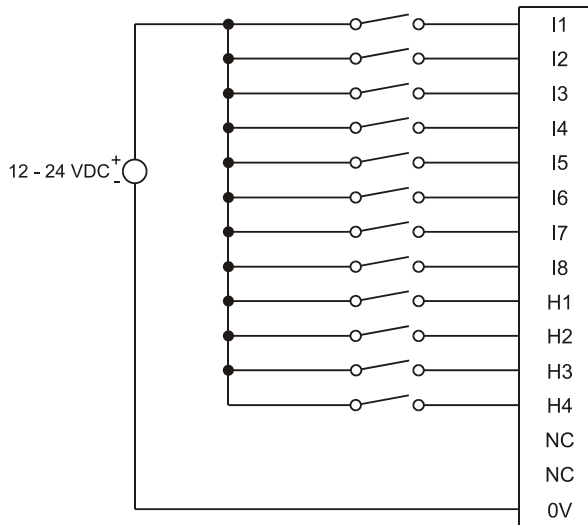 I1
I2
I3
I4
12 - 24 VDC + -
I5
I6
I7
I8
H1
H2
H3
H4
NC
NC
0V